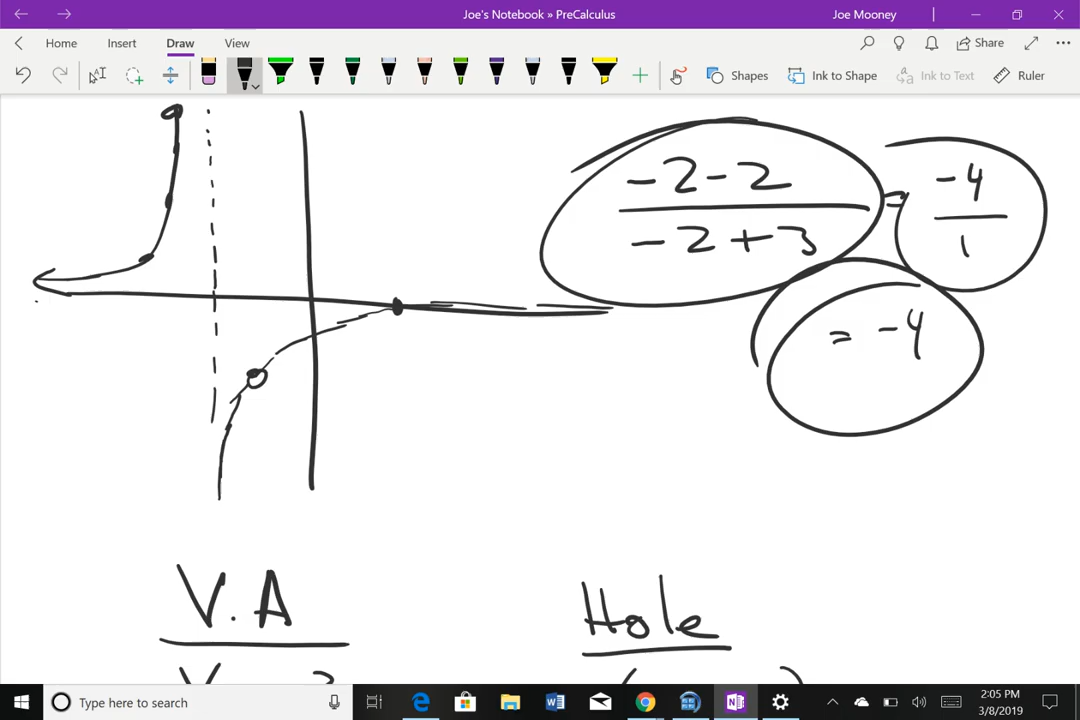 Joe's Notebook » PreCalculus
Joe Mooney
Home Insert Draw View
Share
Shapes
Ink to Shape
Ink to Text
Ruler
-2-2
-2+3
= -4
1
= -4
V.A
Hole
Type here to search
2:05 PM
3/8/2019